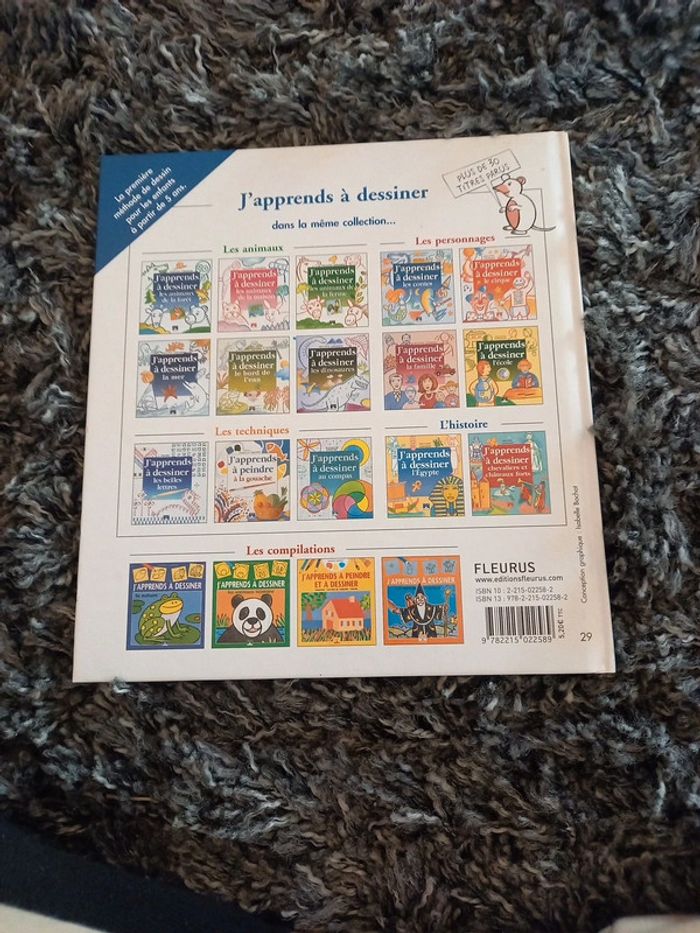 La première
méthode de dessin
pour les enfants
à partir de 5 ans.
PLUS DE 30
TITRES PARUS
J'apprends à dessiner
dans la même collection...
Les animaux
Les personnages
J'apprends
à dessiner
les animaux
de la forêt
J'apprends
à dessiner
les animaux
de la maison
J'apprends
à dessiner
les animaux de
la ferme
J'apprends
à dessiner
les contes
J'apprends
à dessiner
le cirque
J'apprends
à dessiner
la mer
J'apprends
à dessiner
le bord de
l'eau
J'apprends
à dessiner
les dinosaures
J'apprends
à dessiner
la famille
J'apprends
à dessiner
l'école
Les techniques
L'histoire
J'apprends
à dessiner
les belles
lettres
J'apprends
à peindre
à la gouache
J'apprends
à dessiner
au compas
J'apprends
à dessiner
l'Égypte
J'apprends
à dessiner
chevaliers et
châteaux forts
Les compilations
J'APPRENDS À DESSINER
la nature
J'APPRENDS À DESSINER
J'APPRENDS À PEINDRE
ET À DESSINER
J'APPRENDS À DESSINER
FLEURUS
www.editionsfleurus.com
ISBN 10 : 2-215-02258-2
ISBN 13 : 978-2-215-02258-2
9 782215 022589
5,20€ TTC
29
Conception graphique : Isabelle Bochot